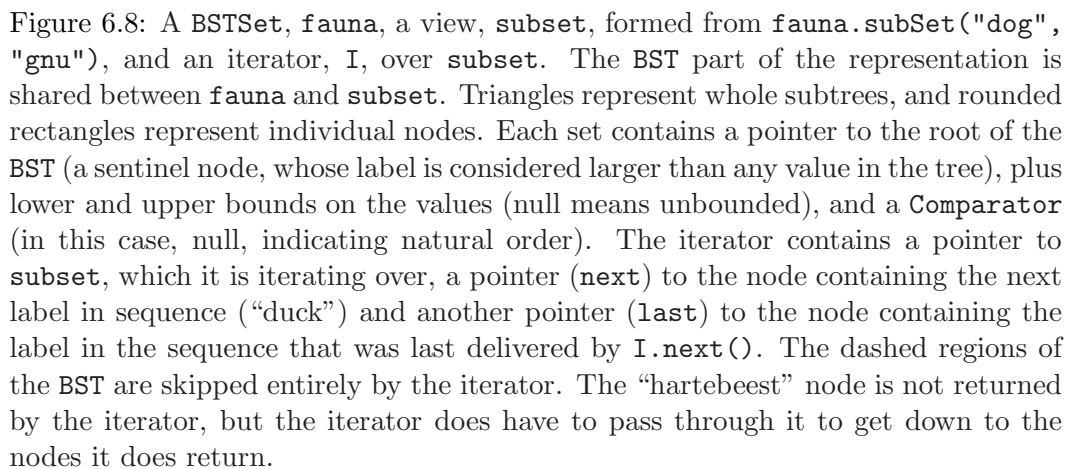 Figure 6.8: A BSTSet, fauna, a view, subset, formed from fauna.subSet("dog",
"gnu"), and an iterator, I, over subset. The BST part of the representation is
shared between fauna and subset. Triangles represent whole subtrees, and rounded
rectangles represent individual nodes. Each set contains a pointer to the root of the
BST (a sentinel node, whose label is considered larger than any value in the tree), plus
lower and upper bounds on the values (null means unbounded), and a Comparator
(in this case, null, indicating natural order). The iterator contains a pointer to
subset, which it is iterating over, a pointer (next) to the node containing the next
label in sequence (“duck”) and another pointer (last) to the node containing the
label in the sequence that was last delivered by I.next(). The dashed regions of
the BST are skipped entirely by the iterator. The “hartebeest” node is not returned
by the iterator, but the iterator does have to pass through it to get down to the
nodes it does return.